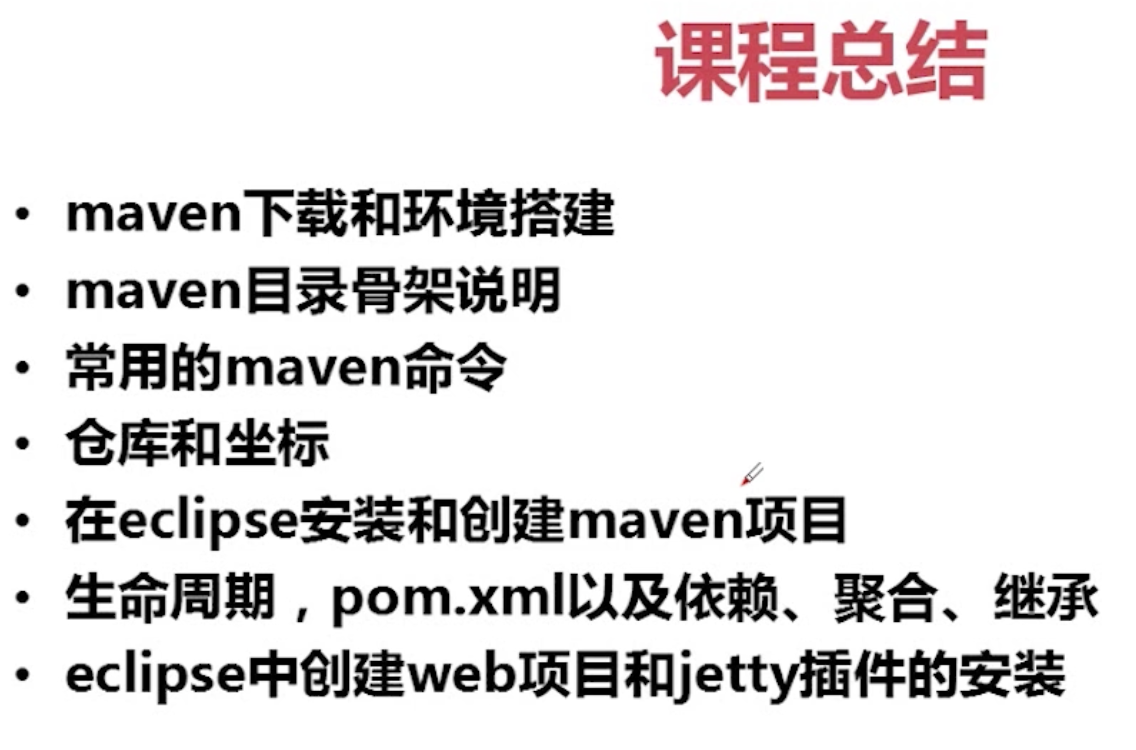 课程总结
• maven下载和环境搭建
• maven目录骨架说明
• 常用的maven命令
• 仓库和坐标
• 在eclipse安装和创建maven项目
• 生命周期，pom.xml以及依赖、聚合、继承
• eclipse中创建web项目和jetty插件的安装